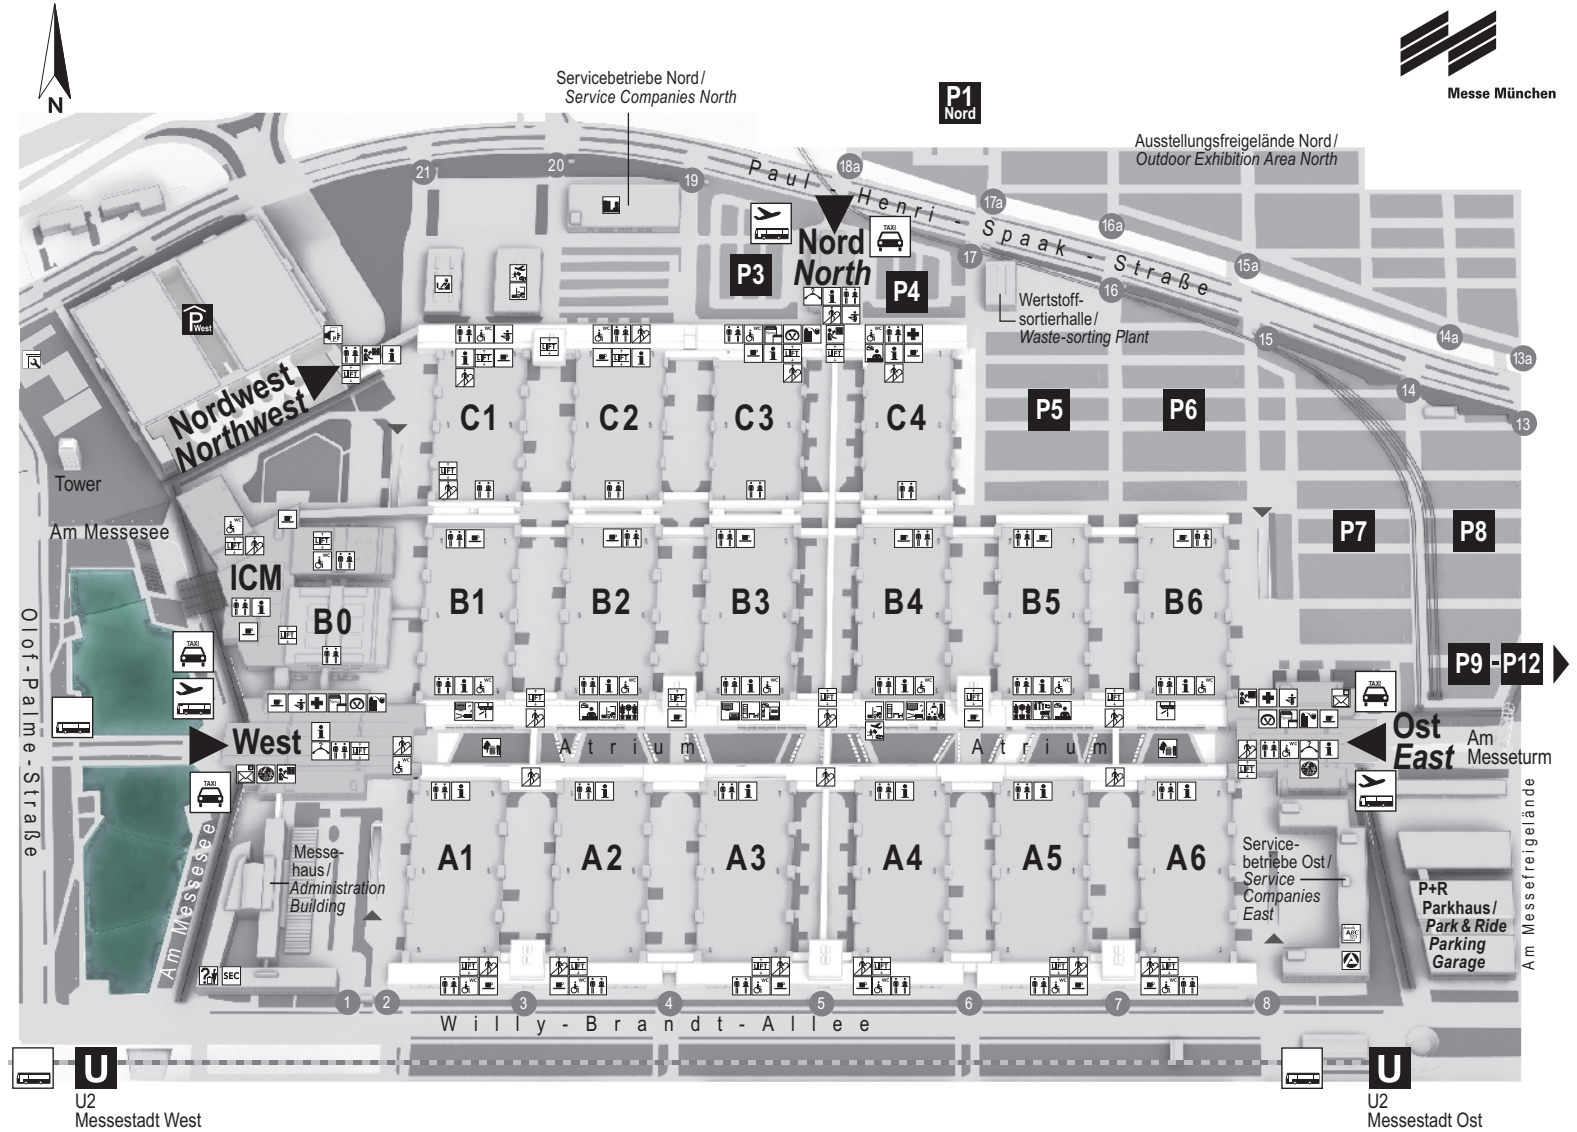 N
Messe München
Servicebetriebe Nord /
Service Companies North
P1
Nord
Ausstellungsfreigelände Nord /
Outdoor Exhibition Area North
21
20
19
18a
17a
16a
15a
14a
13a
17
16
15
14
13
Paul-Henri-Spaak-Straße
Nord
North
TAXI
P3
P4
Wertstoff-
sortierhalle /
Waste-sorting Plant
P
West
Nordwest
Northwest
C1
C2
C3
C4
P5
P6
P7
P8
P9 - P12
Tower
Am Messesee
ICM
B0
B1
B2
B3
B4
B5
B6
Olof-Palme-Straße
TAXI
West
TAXI
Atrium
Atrium
TAXI
Ost
East
Am
Messeturm
A1
A2
A3
A4
A5
A6
Messe-
haus /
Administration
Building
Am Messesee
SEC
Service-
betriebe Ost /
Service
Companies
East
P+R
Parkhaus /
Park & Ride
Parking
Garage
Am Messefreigelände
1
2
3
4
5
6
7
8
Willy-Brandt-Allee
U
U2
Messestadt West
U
U2
Messestadt Ost
LIFT
WC